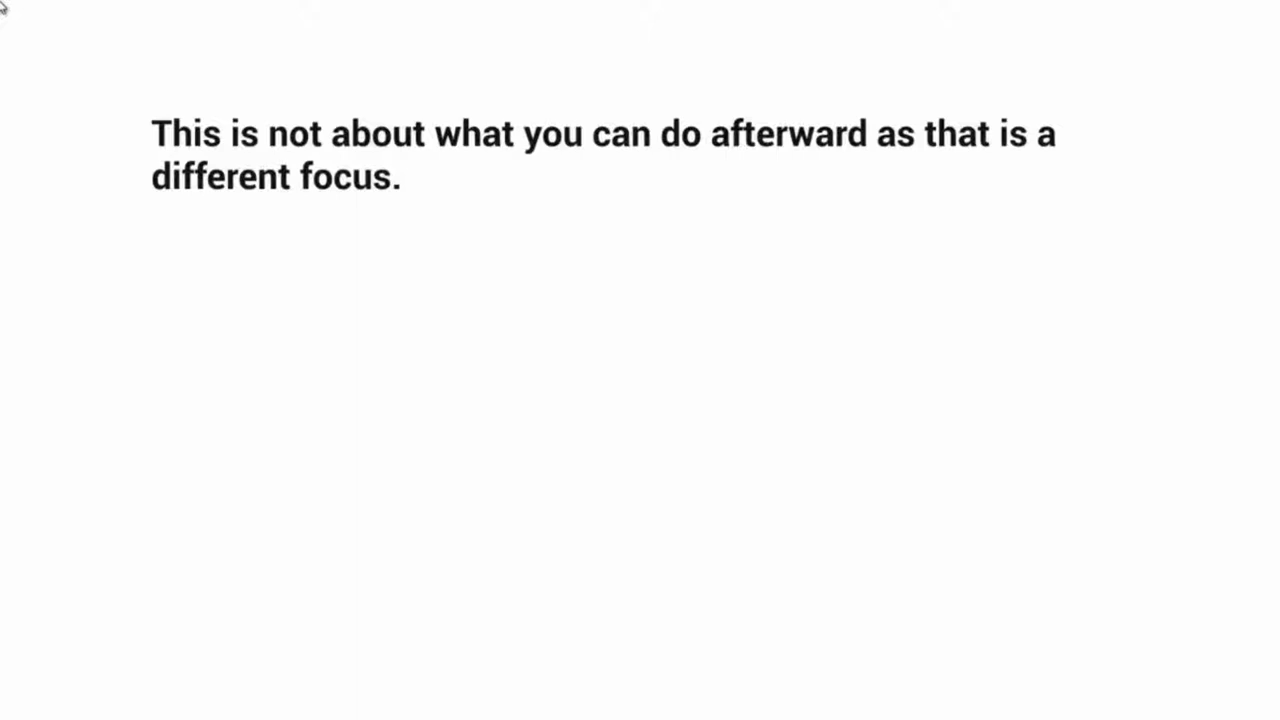 This is not about what you can do afterward as that is a
different focus.